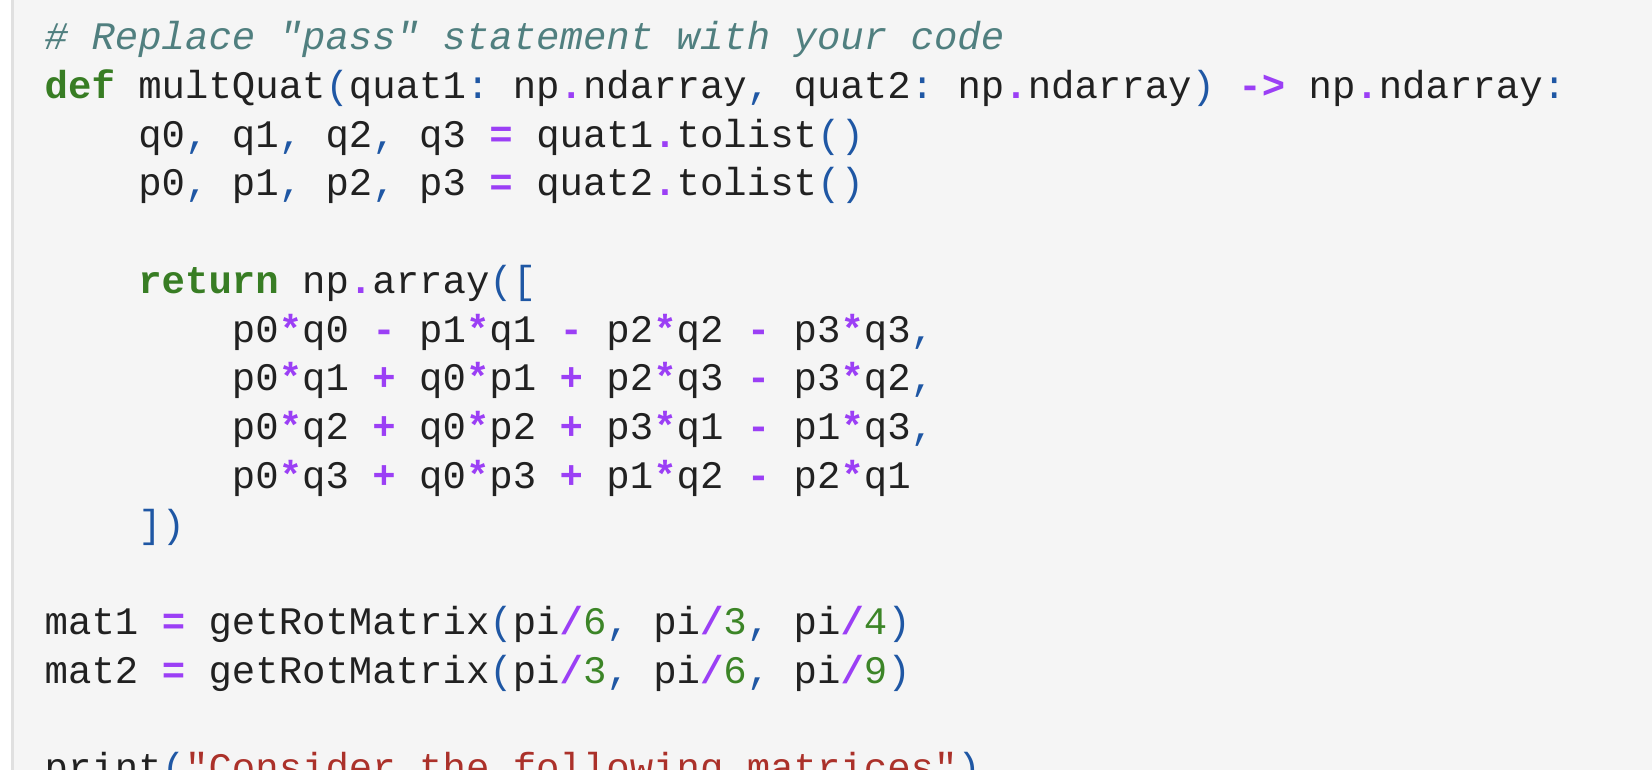 # Replace "pass" statement with your code
def multQuat(quat1: np.ndarray, quat2: np.ndarray) -> np.ndarray:
    q0, q1, q2, q3 = quat1.tolist()
    p0, p1, p2, p3 = quat2.tolist()

    return np.array([
        p0*q0 - p1*q1 - p2*q2 - p3*q3,
        p0*q1 + q0*p1 + p2*q3 - p3*q2,
        p0*q2 + q0*p2 + p3*q1 - p1*q3,
        p0*q3 + q0*p3 + p1*q2 - p2*q1
    ])

mat1 = getRotMatrix(pi/6, pi/3, pi/4)
mat2 = getRotMatrix(pi/3, pi/6, pi/9)

print("Consider the following matrices")